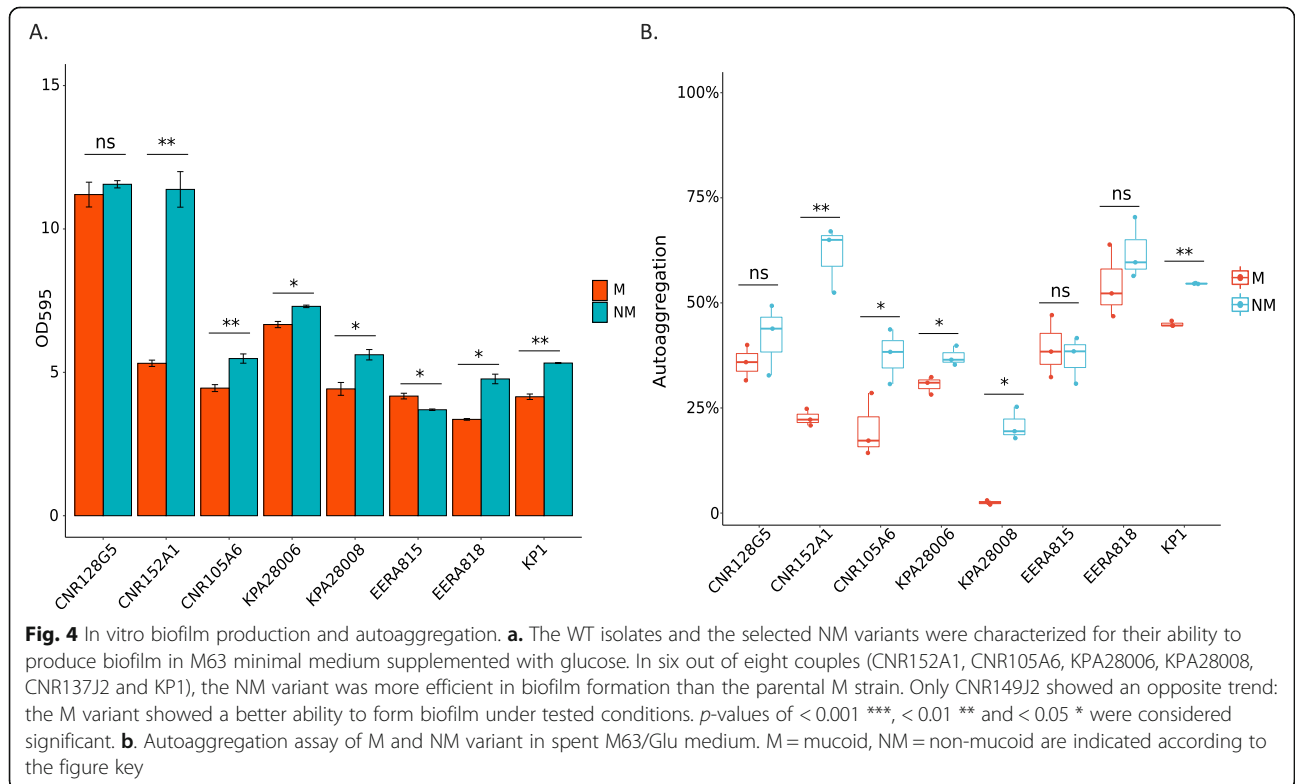 A.
15
10
5
0
OD595
ns
**
**
*
*
*
*
**
M
NM
CNR128G5
CNR152A1
CNR105A6
KPA28006
KPA28008
EERA815
EERA818
KP1
B.
100%
75%
50%
25%
0
Autoaggregation
ns
**
*
*
*
ns
ns
**
M
NM
CNR128G5
CNR152A1
CNR105A6
KPA28006
KPA28008
EERA815
EERA818
KP1
Fig. 4 In vitro biofilm production and autoaggregation. a. The WT isolates and the selected NM variants were characterized for their ability to
produce biofilm in M63 minimal medium supplemented with glucose. In six out of eight couples (CNR152A1, CNR105A6, KPA28006, KPA28008,
CNR137J2 and KP1), the NM variant was more efficient in biofilm formation than the parental M strain. Only CNR149J2 showed an opposite trend:
the M variant showed a better ability to form biofilm under tested conditions. p-values of < 0.001 ***, < 0.01 ** and < 0.05 * were considered
significant. b. Autoaggregation assay of M and NM variant in spent M63/Glu medium. M = mucoid, NM = non-mucoid are indicated according to
the figure key